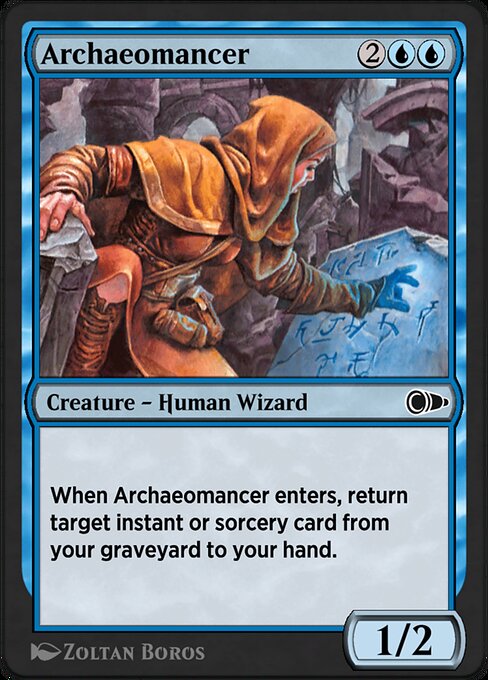 Archaeomancer 2
Creature – Human Wizard
When Archaeomancer enters, return
target instant or sorcery card from
your graveyard to your hand.
1/2
Zoltan Boros